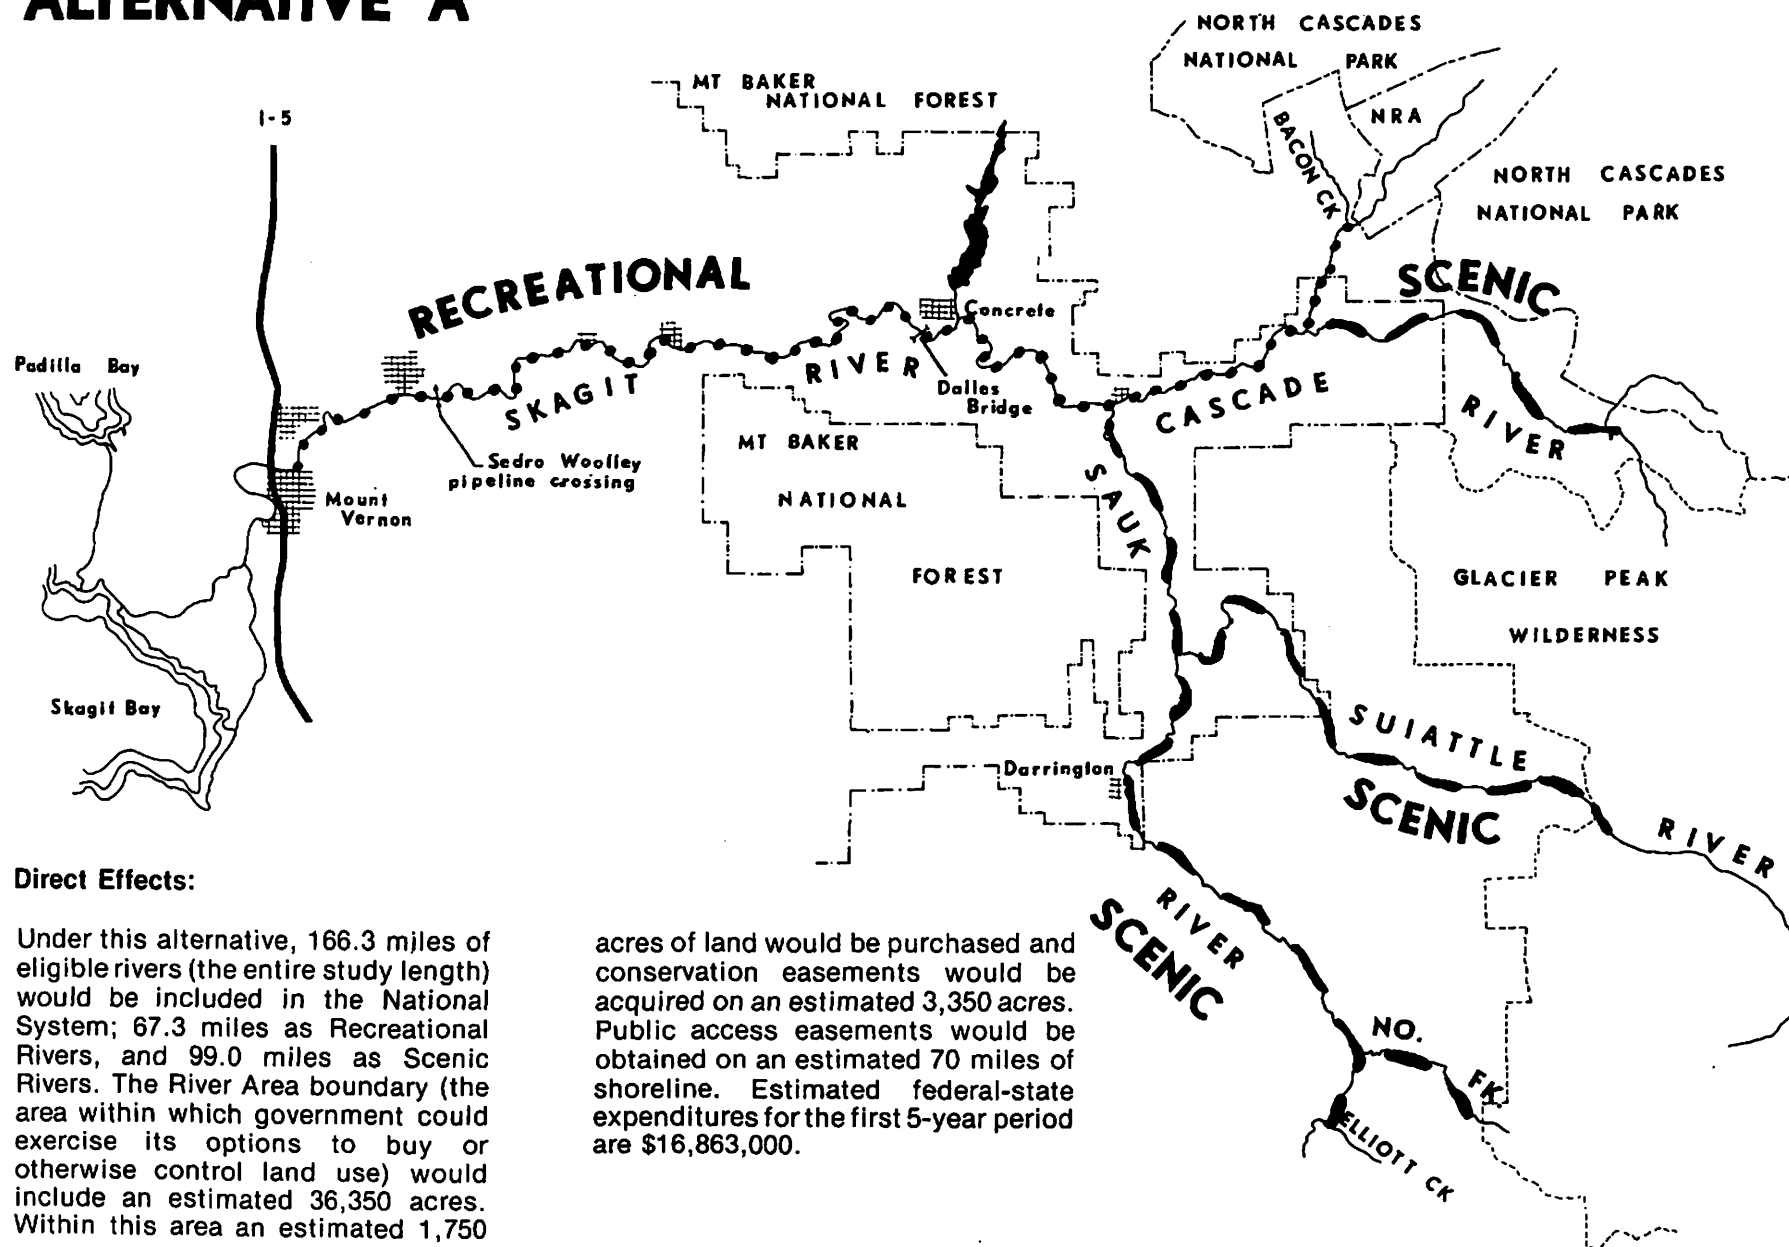 ALTERNATIVE "A"
NORTH CASCADES
NATIONAL PARK
MT BAKER
NATIONAL FOREST
I-5
NRA
BACON CK
NORTH CASCADES
NATIONAL PARK
RECREATIONAL
SCENIC
Concrete
Padilla Bay
SKAGIT RIVER
Dalles
Bridge
CASCADE RIVER
MT BAKER
NATIONAL
FOREST
Sedro Woolley
pipeline crossing
Mount
Vernon
SAUK
GLACIER PEAK
WILDERNESS
Skagit Bay
SUIATTLE RIVER
SCENIC
Darrington
RIVER
SCENIC
NO. FK.
ELLIOTT CK
Direct Effects:
Under this alternative, 166.3 miles of
eligible rivers (the entire study length)
would be included in the National
System; 67.3 miles as Recreational
Rivers, and 99.0 miles as Scenic
Rivers. The River Area boundary (the
area within which government could
exercise its options to buy or
otherwise control land use) would
include an estimated 36,350 acres.
Within this area an estimated 1,750
acres of land would be purchased and
conservation easements would be
acquired on an estimated 3,350 acres.
Public access easements would be
obtained on an estimated 70 miles of
shoreline. Estimated federal-state
expenditures for the first 5-year period
are $16,863,000.